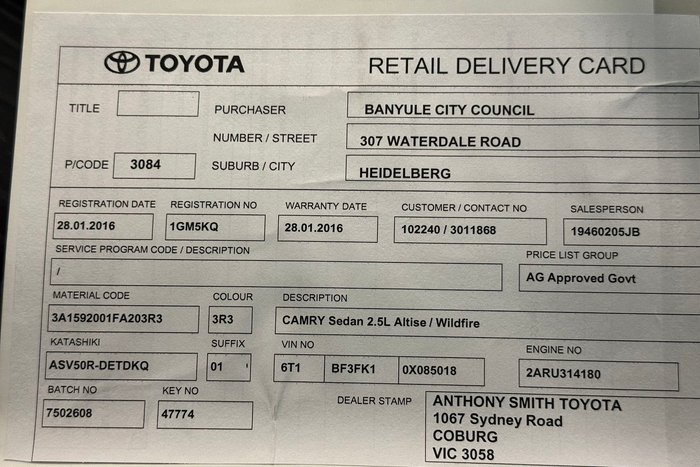 TOYOTA RETAIL DELIVERY CARD
TITLE PURCHASER BANYULE CITY COUNCIL
NUMBER / STREET 307 WATERDALE ROAD
P/CODE 3084 SUBURB / CITY HEIDELBERG
REGISTRATION DATE REGISTRATION NO WARRANTY DATE CUSTOMER / CONTACT NO SALESPERSON
28.01.2016 1GM5KQ 28.01.2016 102240 / 3011868 19460205JB
SERVICE PROGRAM CODE / DESCRIPTION PRICE LIST GROUP
/ AG Approved Govt
MATERIAL CODE COLOUR DESCRIPTION
3A1592001FA203R3 3R3 CAMRY Sedan 2.5L Altise / Wildfire
KATASHIKI SUFFIX VIN NO ENGINE NO
ASV50R-DETDKQ 01 6T1 BF3FK1 0X085018 2ARU314180
BATCH NO KEY NO DEALER STAMP
7502608 47774
ANTHONY SMITH TOYOTA
1067 Sydney Road
COBURG
VIC 3058